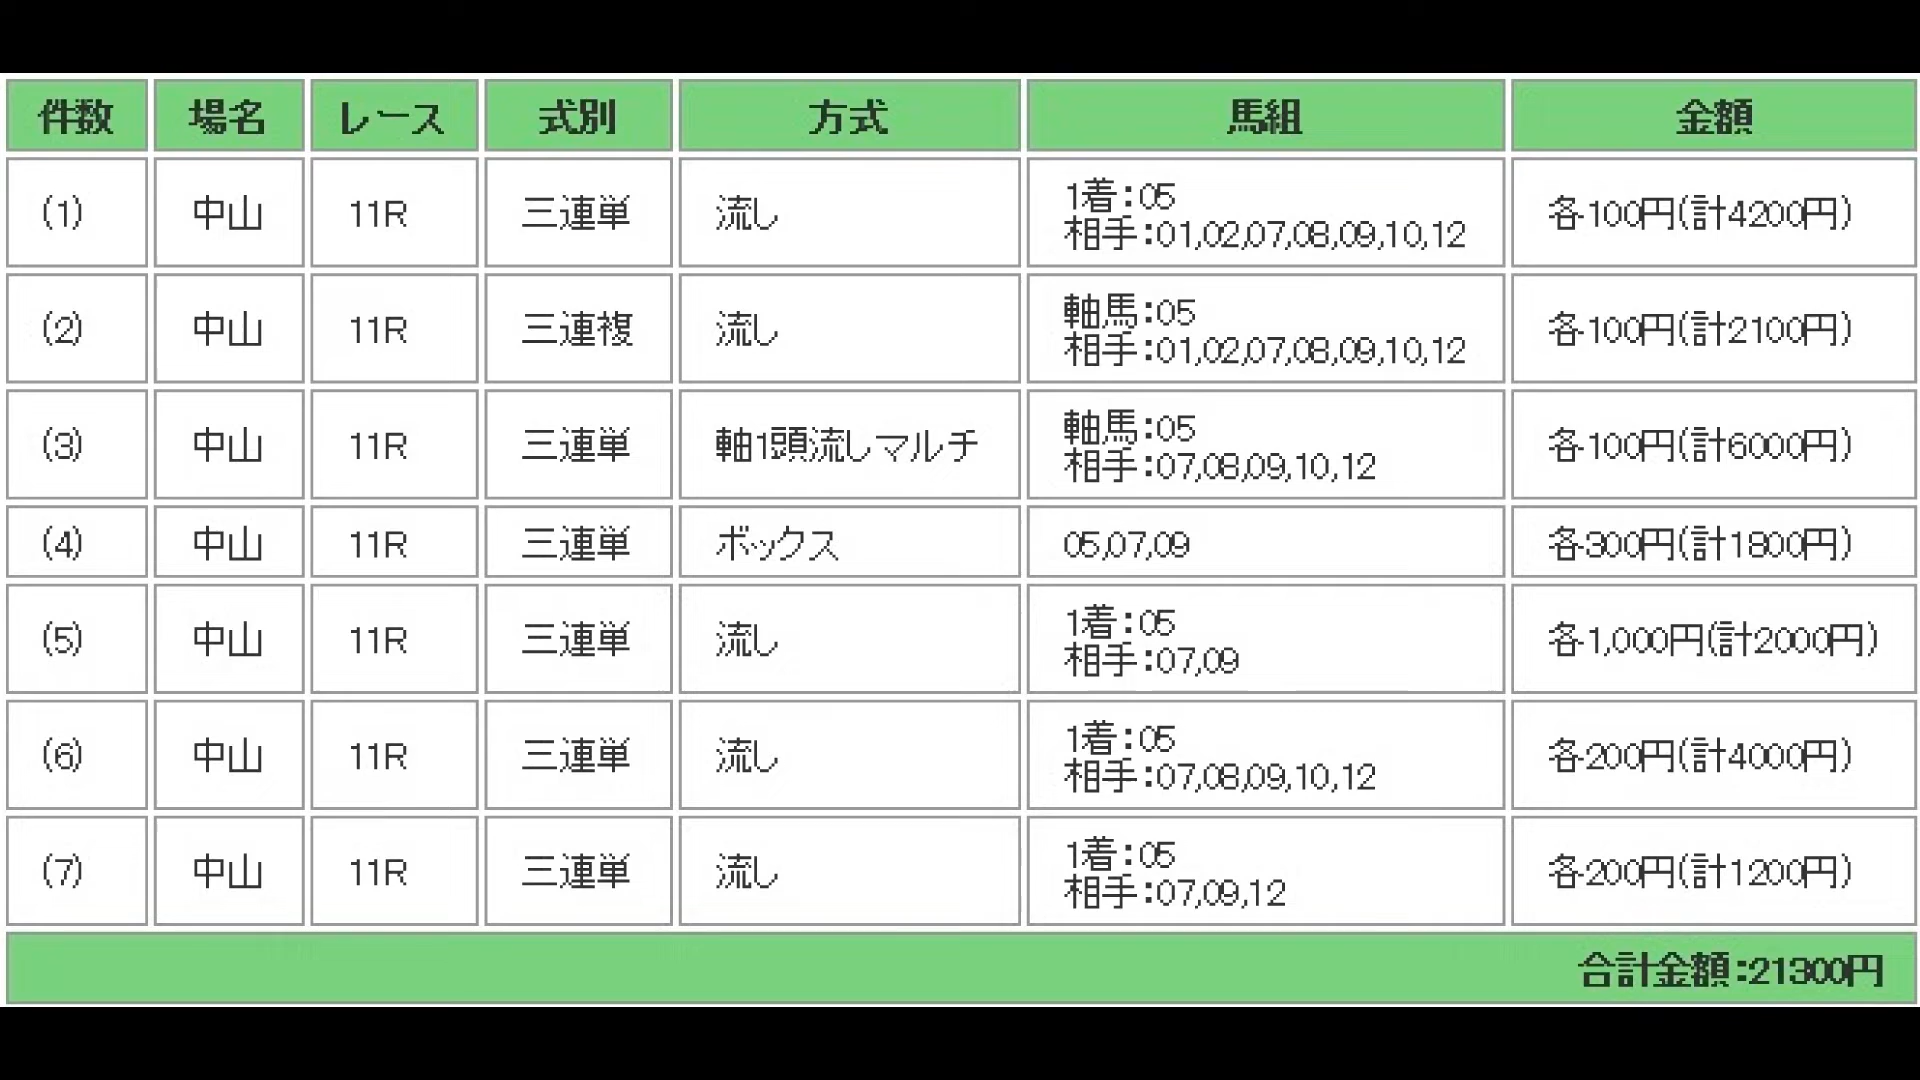 件数 場名 レース 式別 方式 馬組 金額
(1) 中山 11R 三連単 流し 1着:05 各100円(計4200円)
相手:01,02,07,08,09,10,12
(2) 中山 11R 三連複 流し 軸馬:05 各100円(計2100円)
相手:01,02,07,08,09,10,12
(3) 中山 11R 三連単 軸1頭流しマルチ 軸馬:05 各100円(計6000円)
相手:07,08,09,10,12
(4) 中山 11R 三連単 ボックス 05,07,09 各300円(計1800円)
(5) 中山 11R 三連単 流し 1着:05 各1,000円(計2000円)
相手:07,09
(6) 中山 11R 三連単 流し 1着:05 各200円(計4000円)
相手:07,08,09,10,12
(7) 中山 11R 三連単 流し 1着:05 各200円(計1200円)
相手:07,09,12
合計金額:21300円